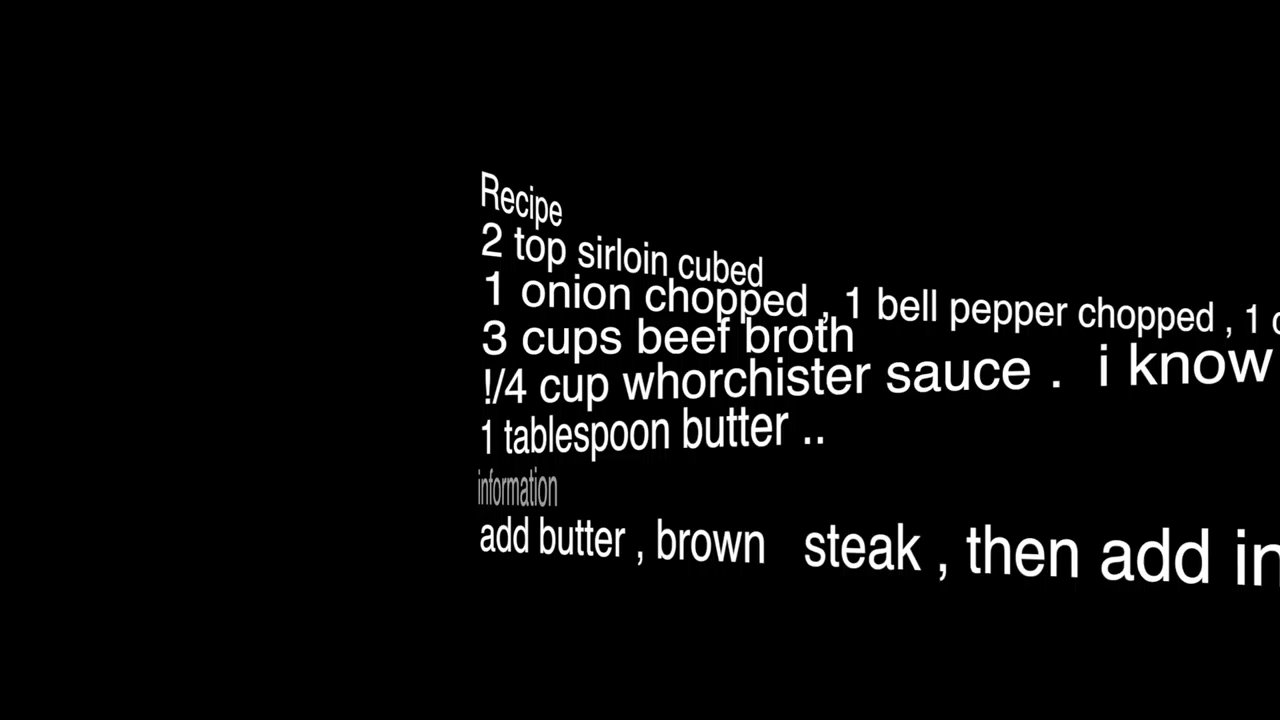 Recipe
2 top sirloin cubed
1 onion chopped , 1 bell pepper chopped , 1
3 cups beef broth
!/4 cup whorchister sauce . i know
1 tablespoon butter ..
information
add butter , brown steak , then add